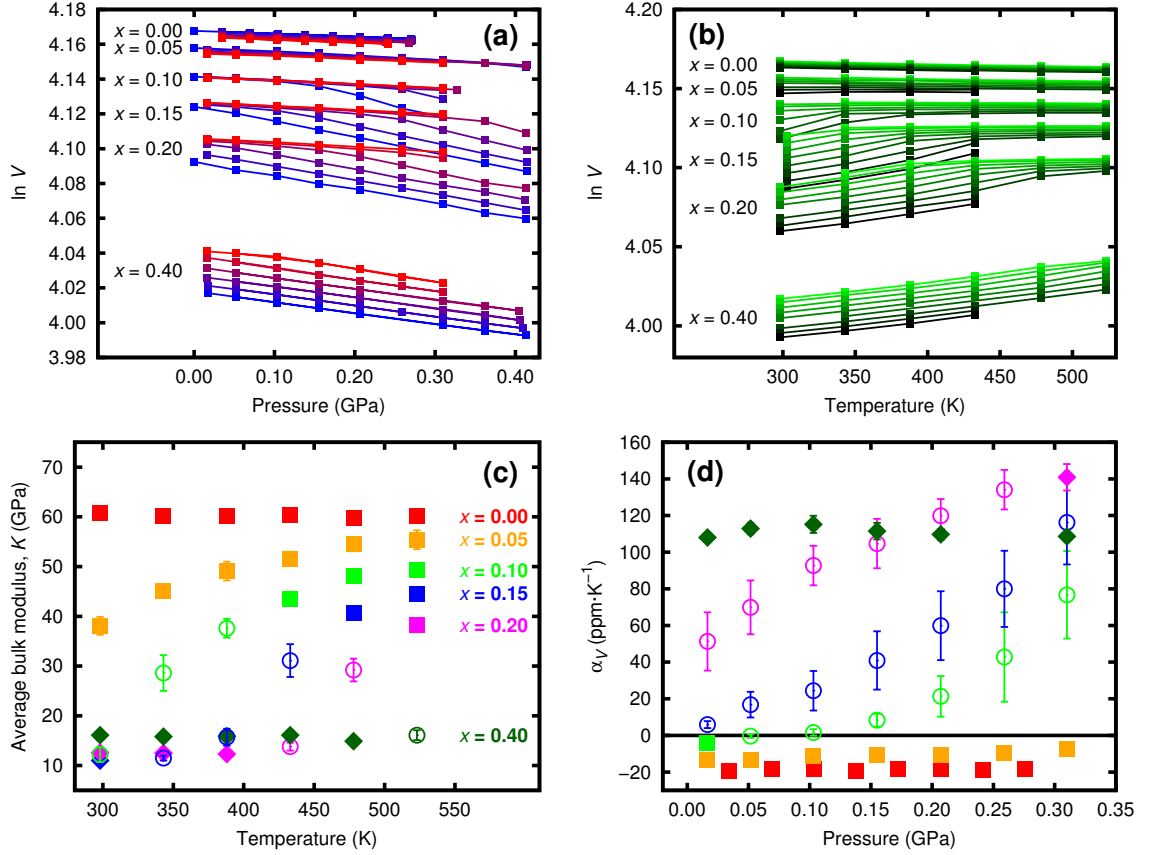 (a)
4.18
4.16
4.14
4.12
4.10
4.08
4.06
4.04
4.02
4.00
3.98
ln V
x = 0.00
x = 0.05
x = 0.10
x = 0.15
x = 0.20
x = 0.40
0.00 0.10 0.20 0.30 0.40
Pressure (GPa)
(b)
4.20
4.15
4.10
4.05
4.00
ln V
x = 0.00
x = 0.05
x = 0.10
x = 0.15
x = 0.20
x = 0.40
300 350 400 450 500
Temperature (K)
(c)
70
60
50
40
30
20
10
Average bulk modulus, K (GPa)
x = 0.00
x = 0.05
x = 0.10
x = 0.15
x = 0.20
x = 0.40
300 350 400 450 500 550
Temperature (K)
(d)
160
140
120
100
80
60
40
20
0
−20
αV (ppm·K−1)
0.00 0.05 0.10 0.15 0.20 0.25 0.30 0.35
Pressure (GPa)